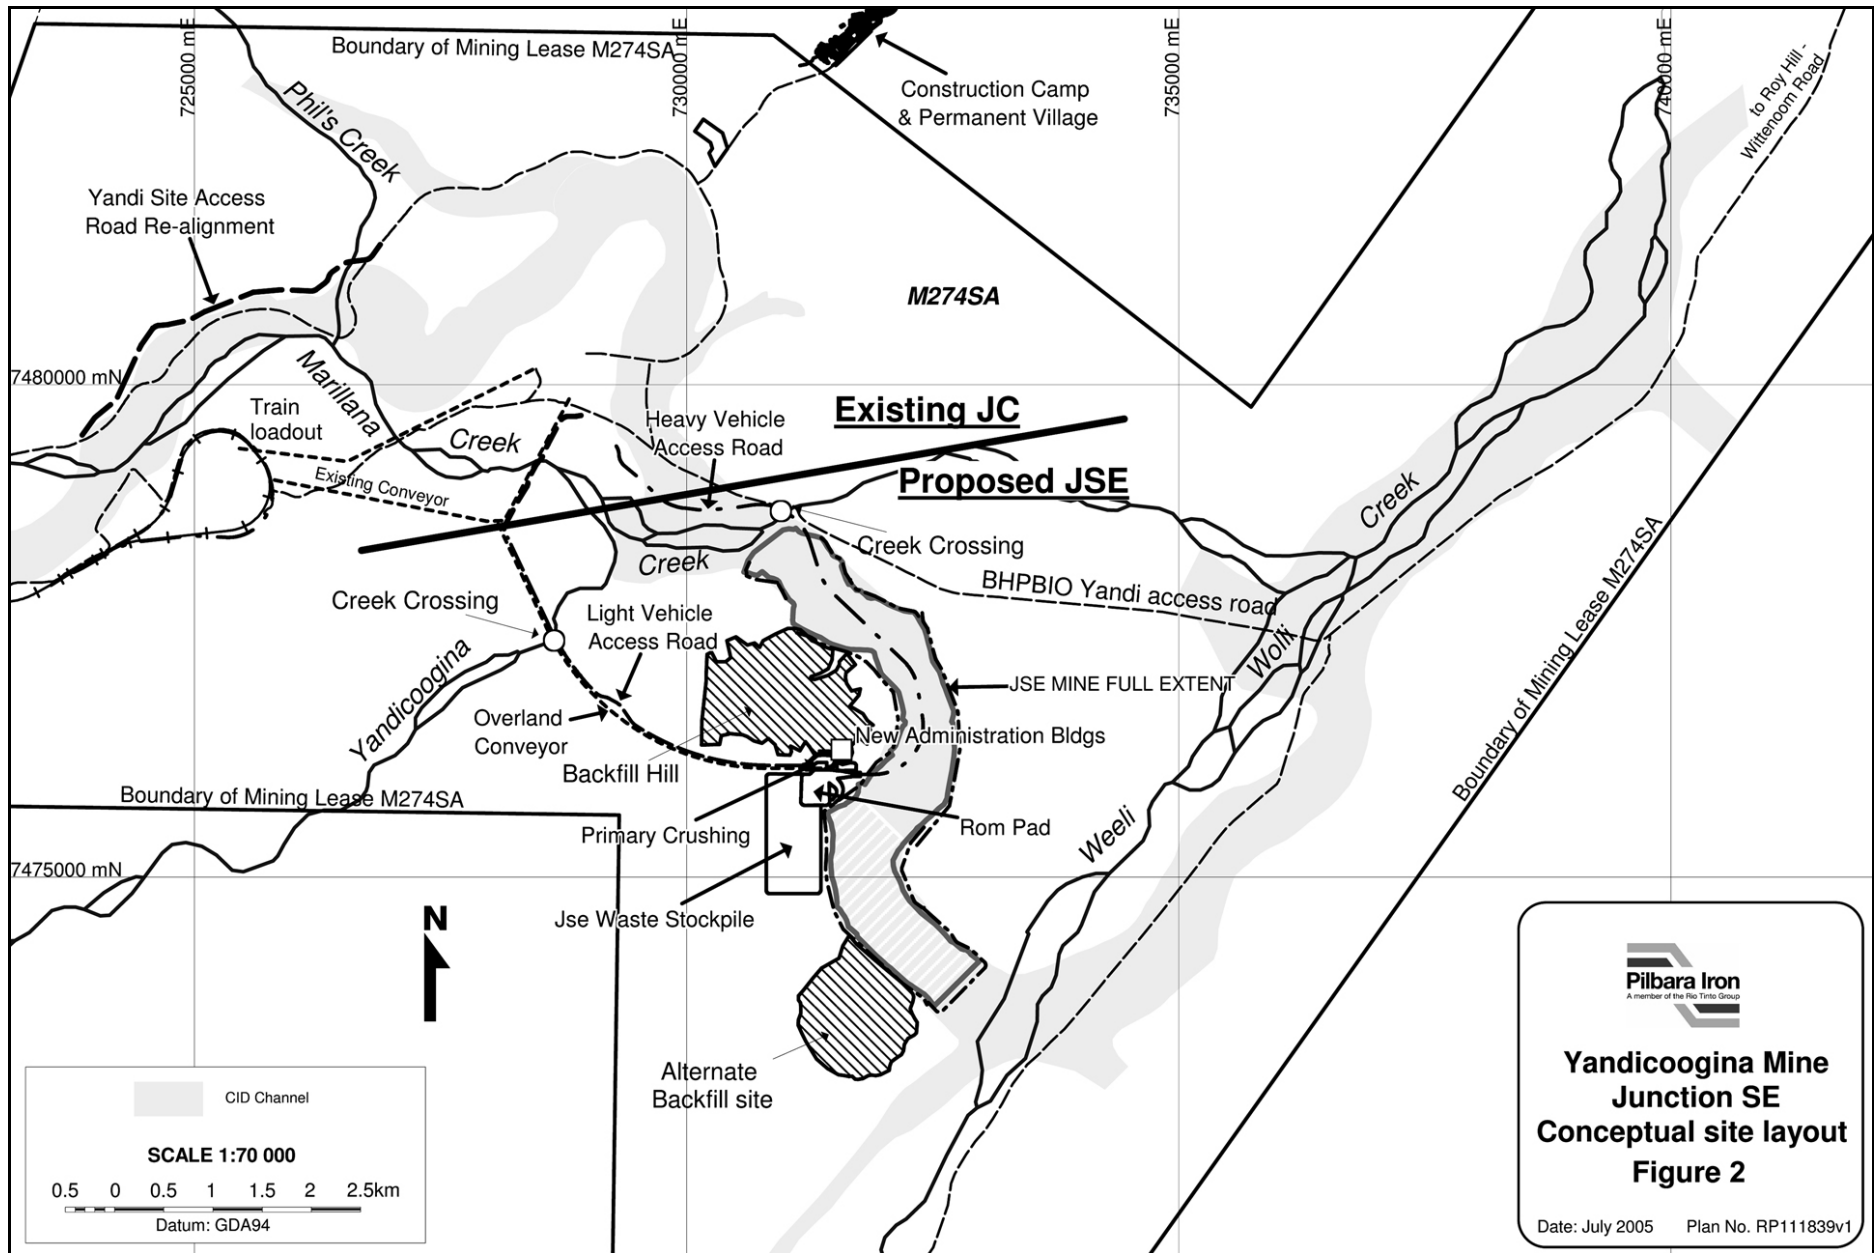 725000 mE
730000 mE
735000 mE
740000 mE
Boundary of Mining Lease M274SA
Construction Camp
& Permanent Village
to Roy Hill -
Wittenoom Road
Phil's Creek
Yandi Site Access
Road Re-alignment
M274SA
7480000 mN
Marillana
Creek
Train
loadout
Existing Conveyor
Heavy Vehicle
Access Road
Existing JC
Proposed JSE
Creek Crossing
Creek
Creek
BHPBIO Yandi access road
Creek Crossing
Light Vehicle
Access Road
Wolli
JSE MINE FULL EXTENT
Yandicoogina
Overland
Conveyor
New Administration Bldgs
Backfill Hill
Boundary of Mining Lease M274SA
Boundary of Mining Lease M274SA
Primary Crushing
Rom Pad
Weeli
7475000 mN
Jse Waste Stockpile
N
Alternate
Backfill site
CID Channel
SCALE 1:70 000
0.5 0 0.5 1 1.5 2 2.5km
Datum: GDA94
Pilbara Iron
A member of the Rio Tinto Group
Yandicoogina Mine
Junction SE
Conceptual site layout
Figure 2
Date: July 2005 Plan No. RP111839v1